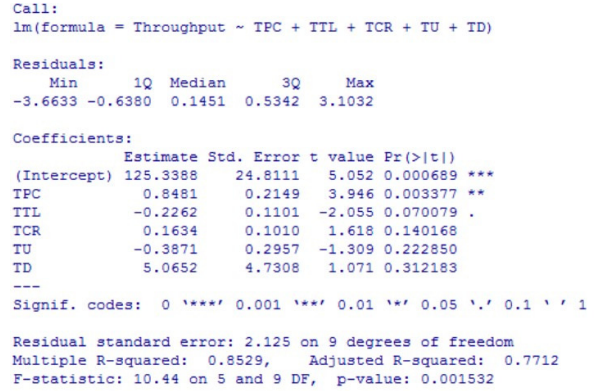 Call:
lm(formula = Throughput ~ TPC + TTL + TCR + TU + TD)
Residuals:
Min 1Q Median 3Q Max
-3.6633 -0.6380 0.1451 0.5342 3.1032
Coefficients:
Estimate Std. Error t value Pr(>|t|)
(Intercept) 125.3388 24.8111 5.052 0.000689 ***
TPC 0.8481 0.2149 3.946 0.003377 **
TTL -0.2262 0.1101 -2.055 0.070079 .
TCR 0.1634 0.1010 1.618 0.140168
TU -0.3871 0.2957 -1.309 0.222850
TD 5.0652 4.7308 1.071 0.312183
---
Signif. codes: 0 '***' 0.001 '**' 0.01 '*' 0.05 '.' 0.1 ' ' 1
Residual standard error: 2.125 on 9 degrees of freedom
Multiple R-squared: 0.8529, Adjusted R-squared: 0.7712
F-statistic: 10.44 on 5 and 9 DF, p-value: 0.001532